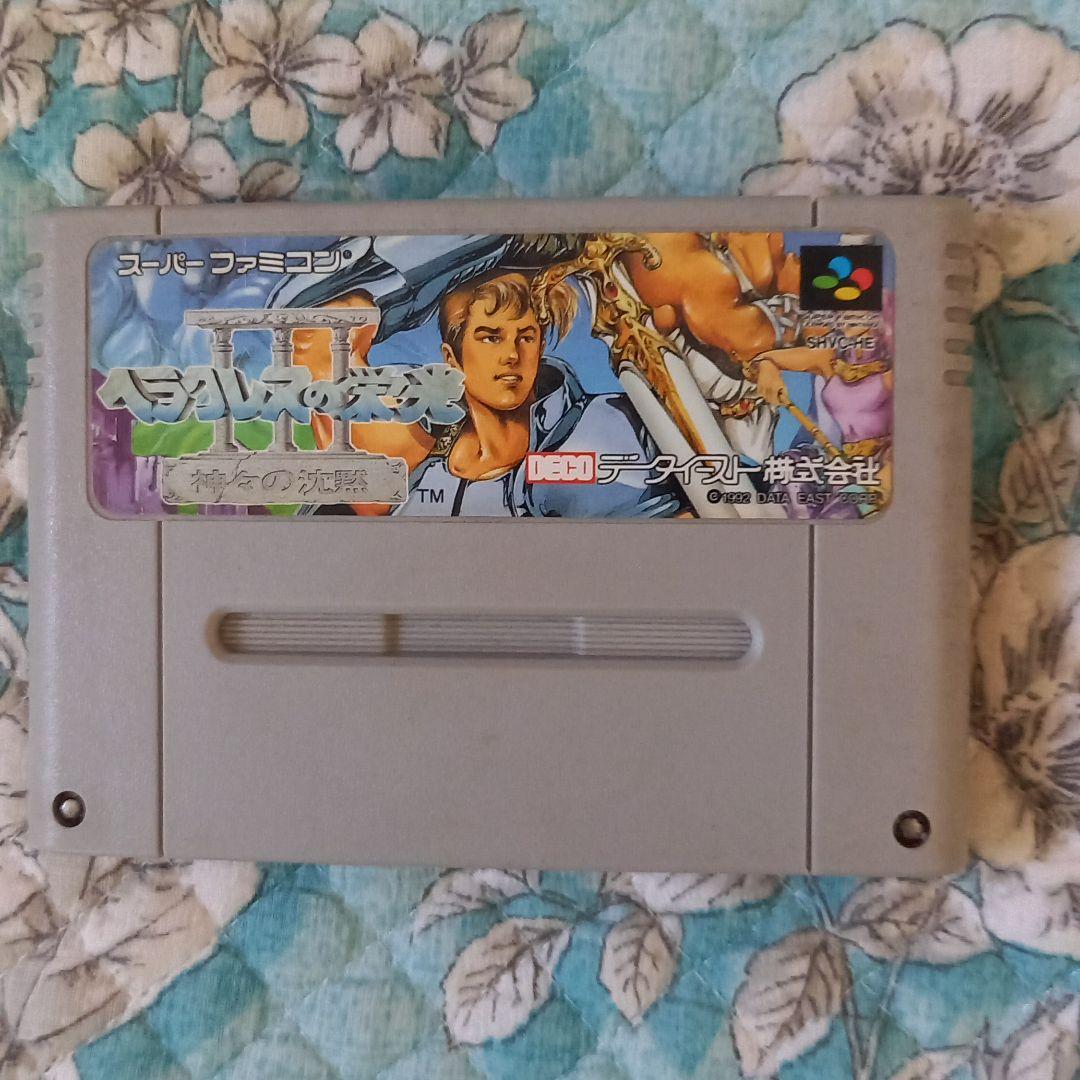 スーパーファミコン®
III
ヘラクレスの栄光
神々の沈黙
TM
SHVC-HE
DECO データイースト株式会社
©1992 DATA EAST CORP.